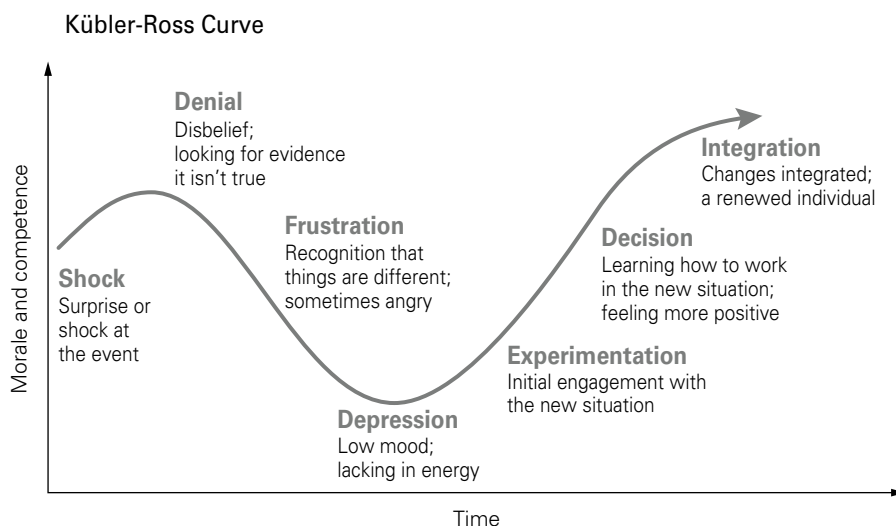 Kübler-Ross Curve
Morale and competence
Shock
Surprise or
shock at
the event
Denial
Disbelief;
looking for evidence
it isn't true
Frustration
Recognition that
things are different;
sometimes angry
Depression
Low mood;
lacking in energy
Experimentation
Initial engagement with
the new situation
Decision
Learning how to work
in the new situation;
feeling more positive
Integration
Changes integrated;
a renewed individual
Time